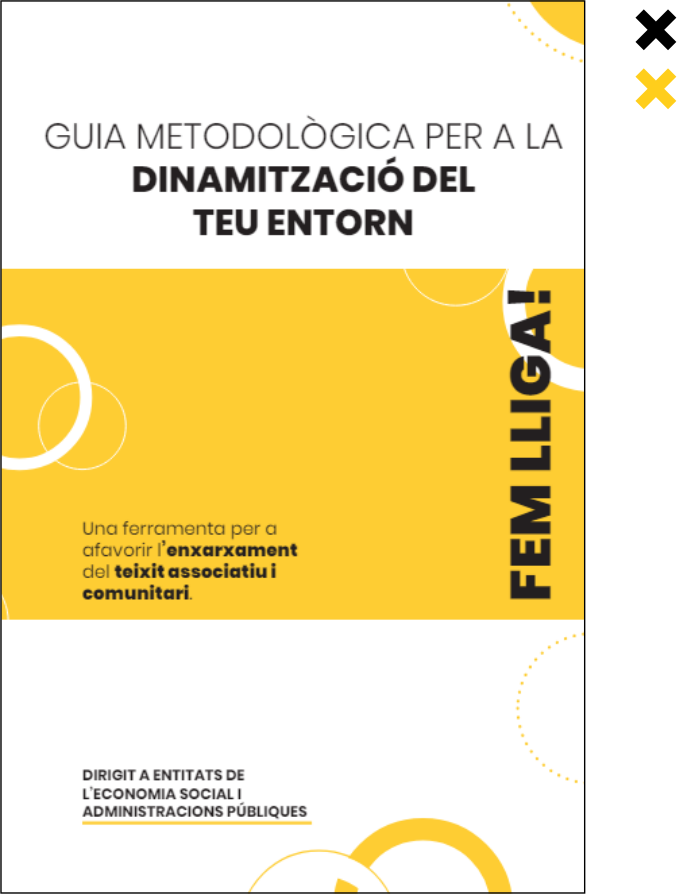 GUIA METODOLÒGICA PER A LA
DINAMITZACIÓ DEL
TEU ENTORN
FEM LLIGA!
Una ferramenta per a
afavorir l'enxarxament
del teixit associatiu i
comunitari.
DIRIGIT A ENTITATS DE
L'ECONOMIA SOCIAL I
ADMINISTRACIONS PÚBLIQUES